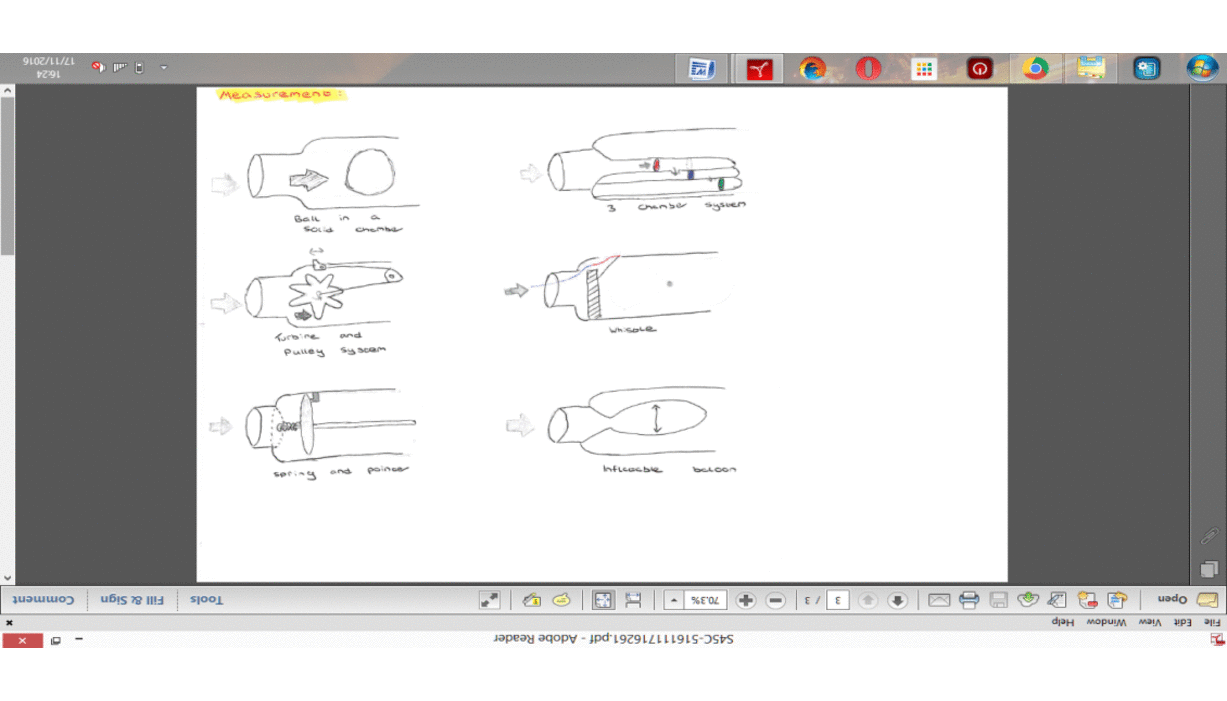 Measurement:
Ball in a
solid chamber
3 chamber system
Turbine and
Pulley system
Whistle
spring and pointer
Inflatable baloon
16:24
17/11/2016
Tools
Fill & Sign
Comment
Open
3 / 3
70.3%
File Edit View Window Help
S45C-516111716261.pdf - Adobe Reader